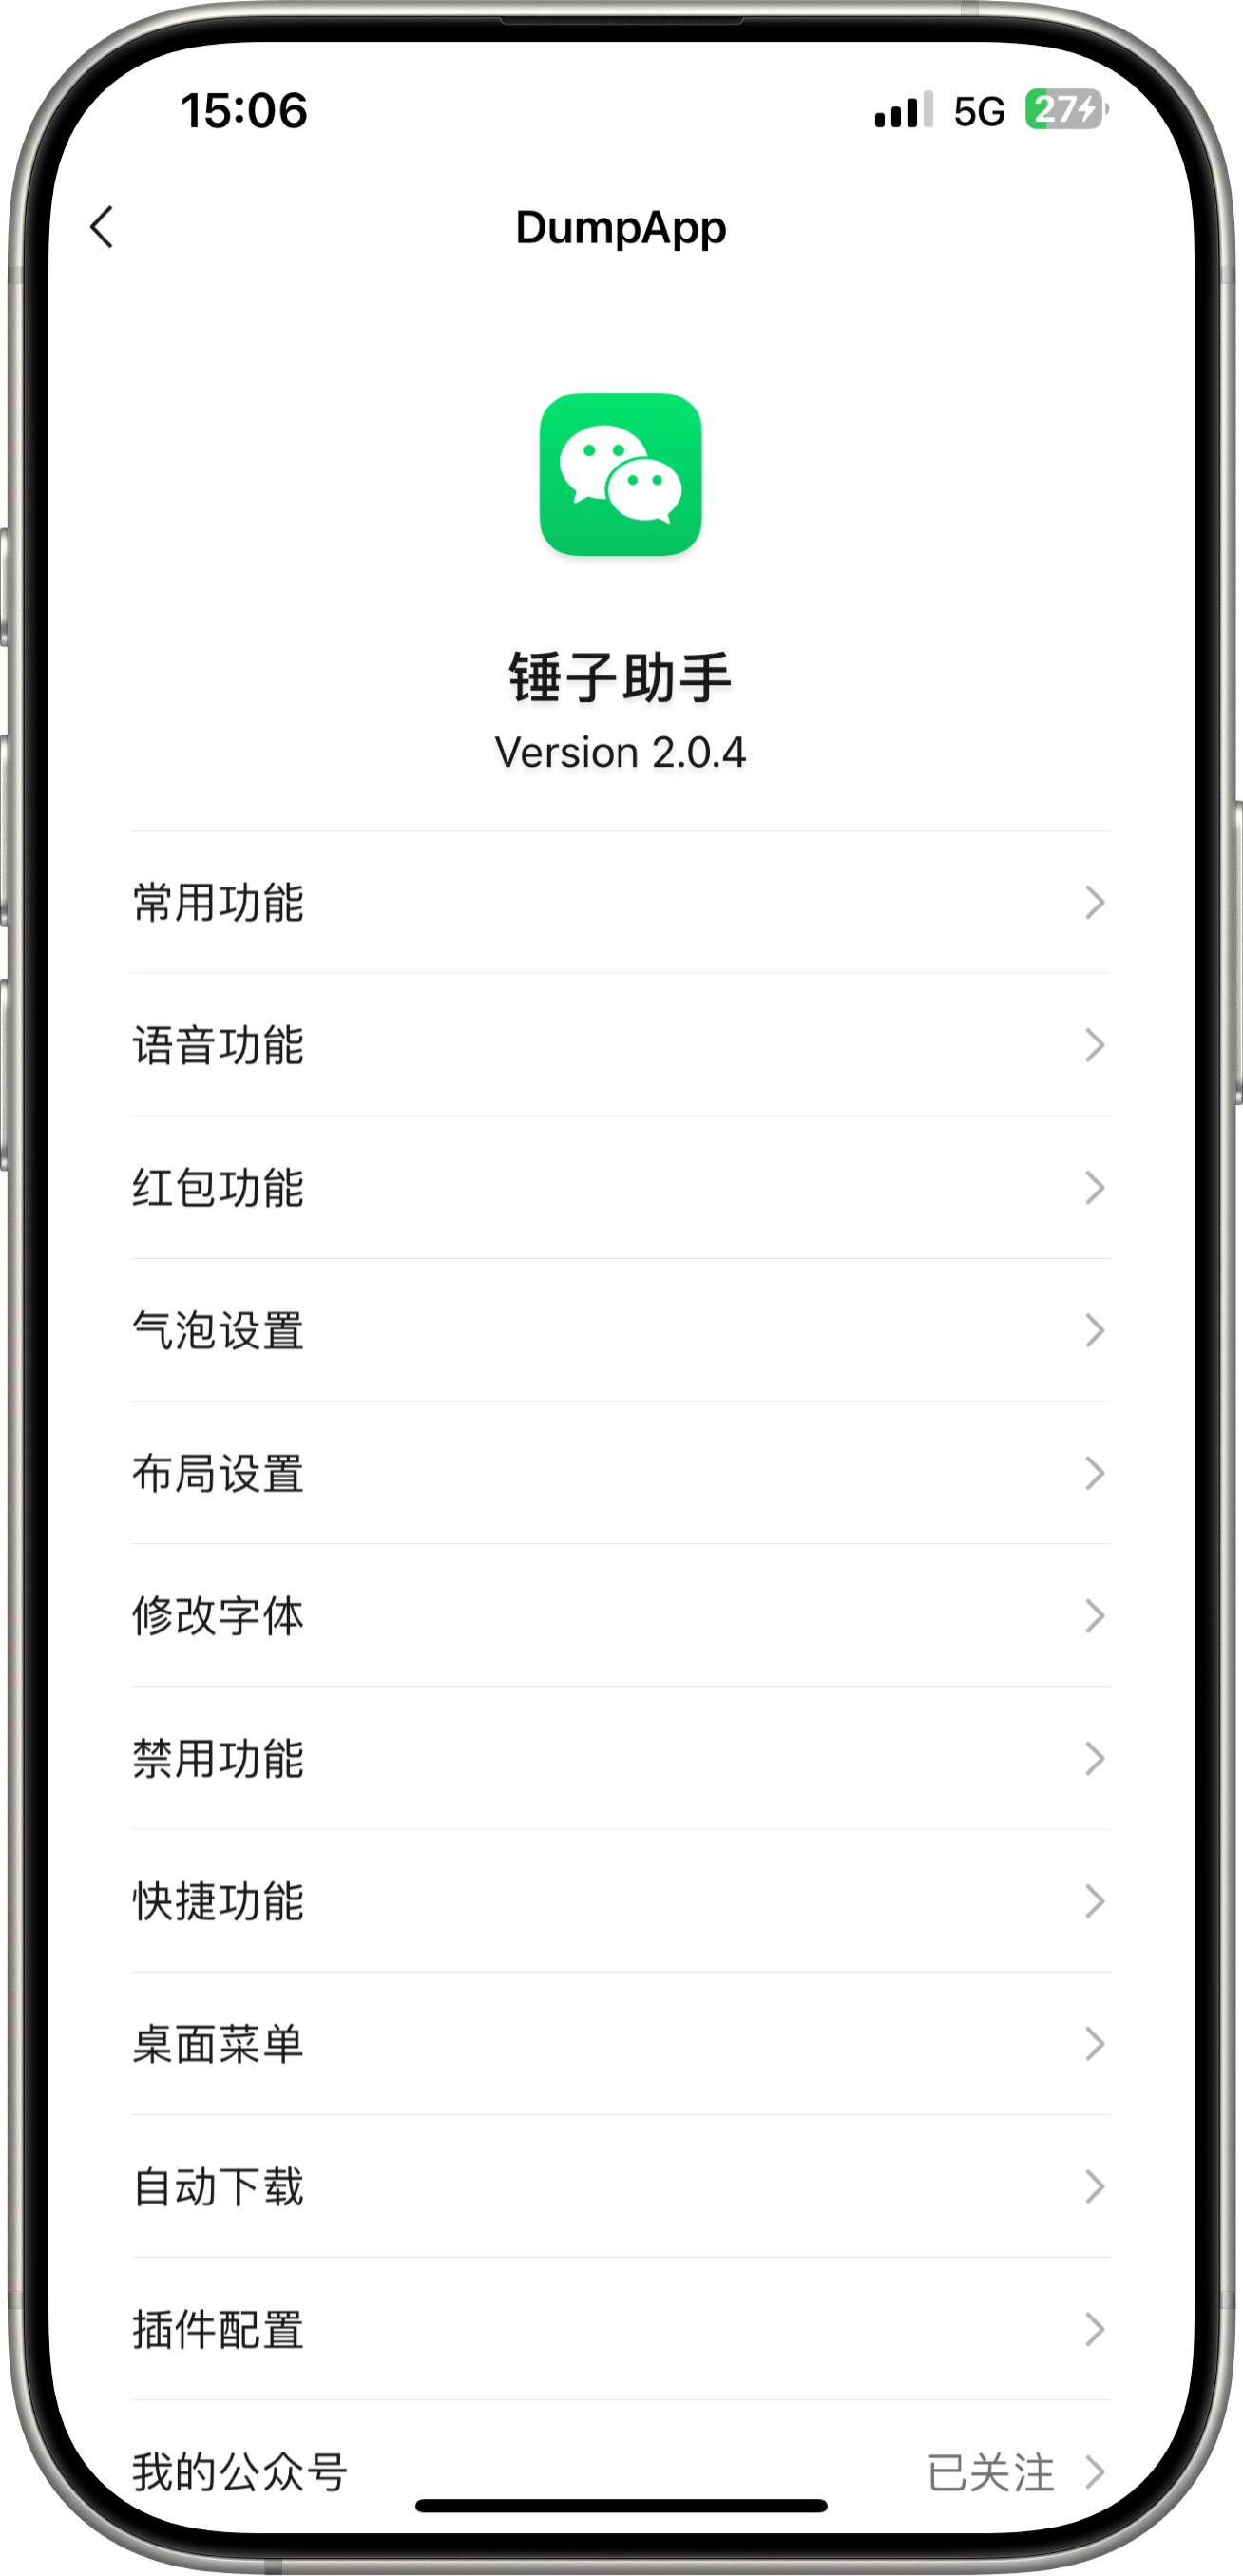 15:06
5G
27
DumpApp
锤子助手
Version 2.0.4
常用功能
语音功能
红包功能
气泡设置
布局设置
修改字体
禁用功能
快捷功能
桌面菜单
自动下载
插件配置
我的公众号 已关注